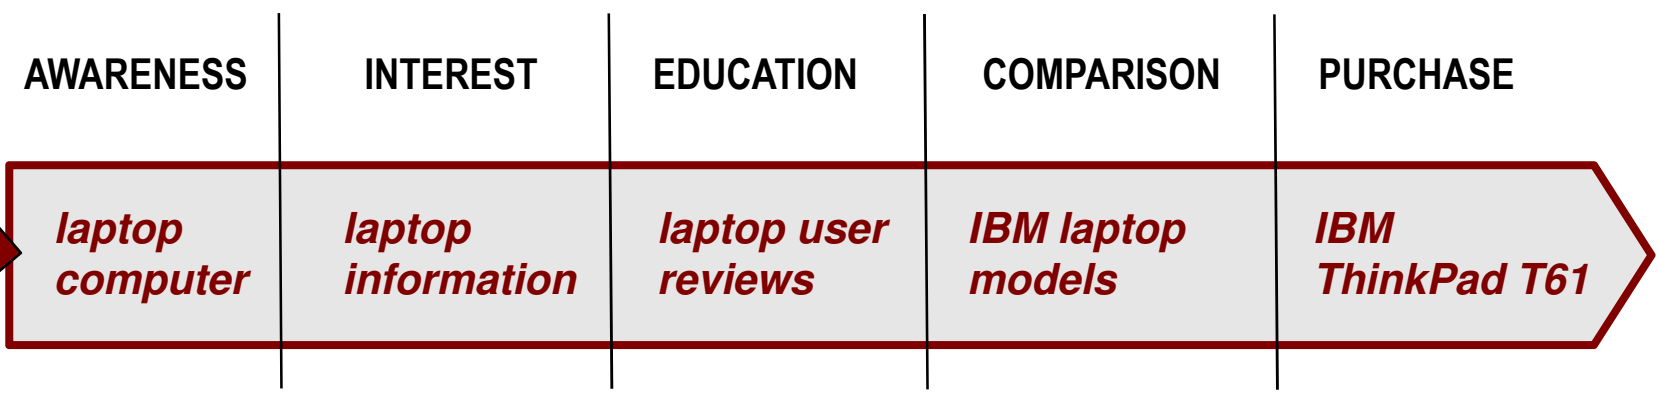 AWARENESS INTEREST EDUCATION COMPARISON PURCHASE
laptop computer
laptop information
laptop user reviews
IBM laptop models
IBM ThinkPad T61